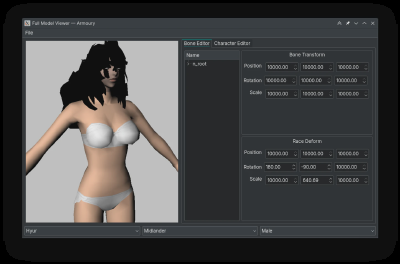 Full Model Viewer — Armoury
File
Bone Editor Character Editor
Name
n_root
Bone Transform
Position 10000.00 10000.00 10000.00
Rotation 10000.00 10000.00 10000.00
Scale 10000.00 10000.00 10000.00
Race Deform
Position 10000.00 10000.00 10000.00
Rotation 180.00 -90.00 10000.00
Scale 10000.00 640.69 10000.00
Hyur Midlander Male